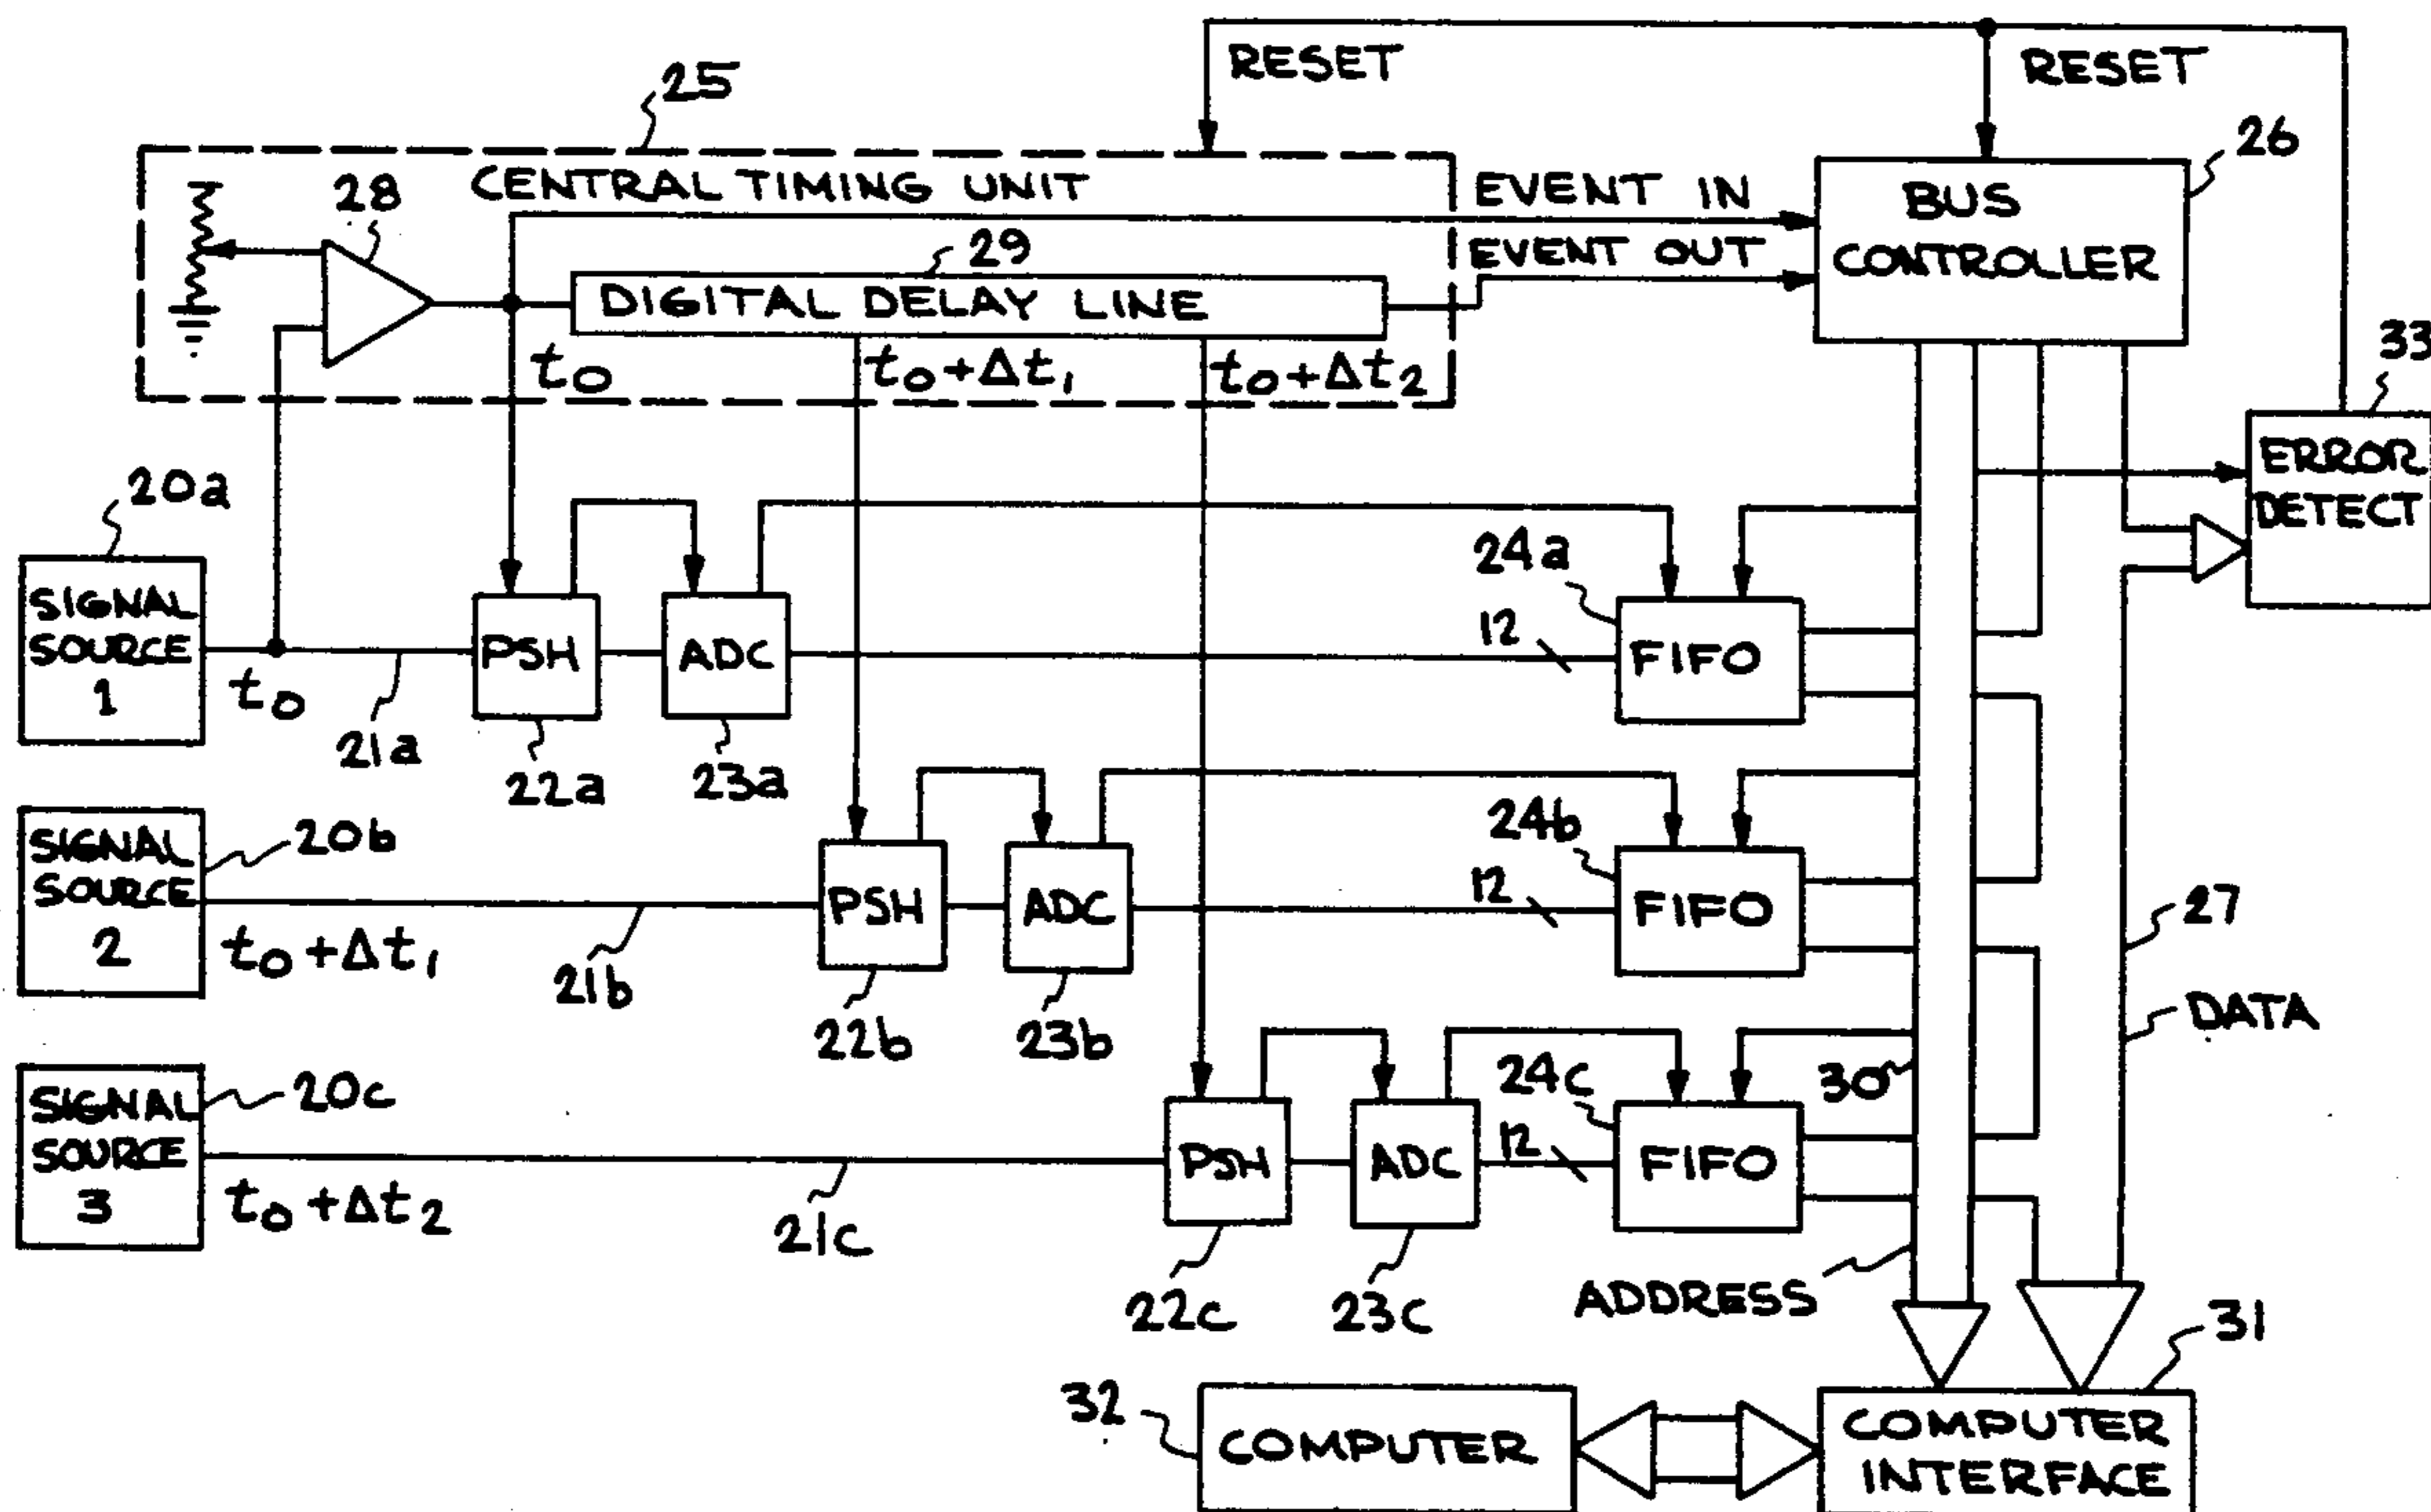 RESET
RESET
25
26
CENTRAL TIMING UNIT
28
EVENT IN
BUS
CONTROLLER
29
EVENT OUT
DIGITAL DELAY LINE
33
t₀
t₀+Δt₁
t₀+Δt₂
ERROR
DETECT
20a
SIGNAL
SOURCE
1
t₀
21a
PSH
22a
ADC
23a
12
24a
FIFO
20b
SIGNAL
SOURCE
2
t₀+Δt₁
21b
PSH
22b
ADC
23b
12
24b
FIFO
27
DATA
20c
SIGNAL
SOURCE
3
t₀+Δt₂
21c
PSH
22c
ADC
23c
12
24c
FIFO
30
ADDRESS
31
32
COMPUTER
COMPUTER
INTERFACE